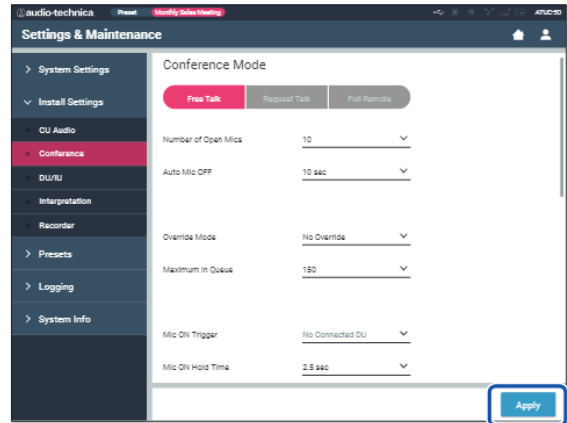 audio-technica Preset Monthly Sales Meeting ATUC-50
Settings & Maintenance
> System Settings
Install Settings
CU Audio
Conference
DU/IU
Interpretation
Recorder
> Presets
> Logging
> System Info
Conference Mode
Free Talk Request Talk Full Remote
Number of Open Mics 10
Auto Mic OFF 10 sec
Override Mode No Override
Maximum in Queue 150
Mic ON Trigger No Connected DU
Mic ON Hold Time 2.5 sec
Apply